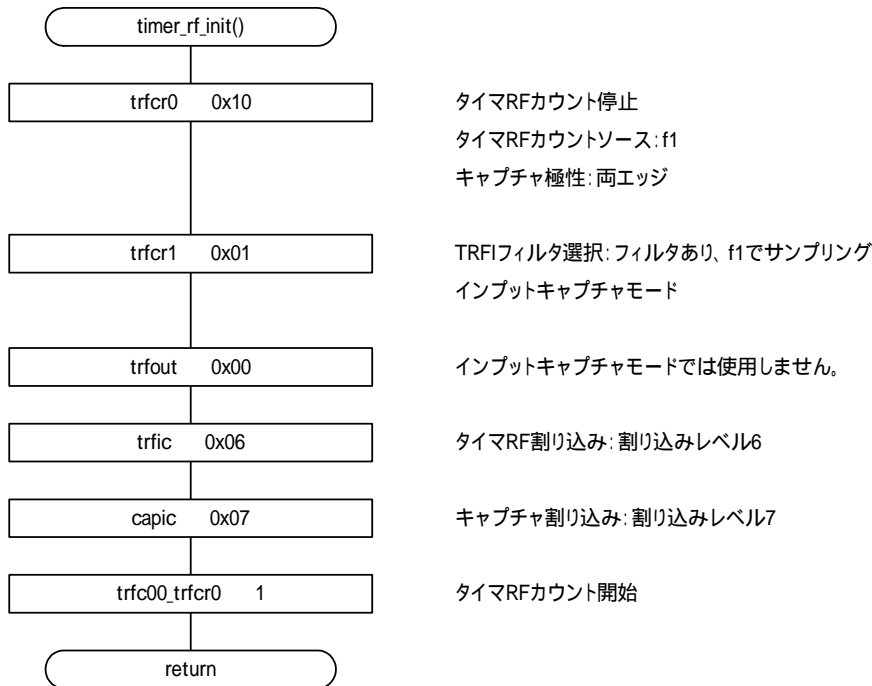 timer_rf_init()
trfcr0 0x10
タイマRFカウント停止
タイマRFカウントソース:f1
キャプチャ極性:両エッジ
trfcr1 0x01
TRFIフィルタ選択:フィルタあり、f1でサンプリング
インプットキャプチャモード
trfout 0x00
インプットキャプチャモードでは使用しません。
trfic 0x06
タイマRF割り込み:割り込みレベル6
capic 0x07
キャプチャ割り込み:割り込みレベル7
trfc00_trfcr0 1
タイマRFカウント開始
return